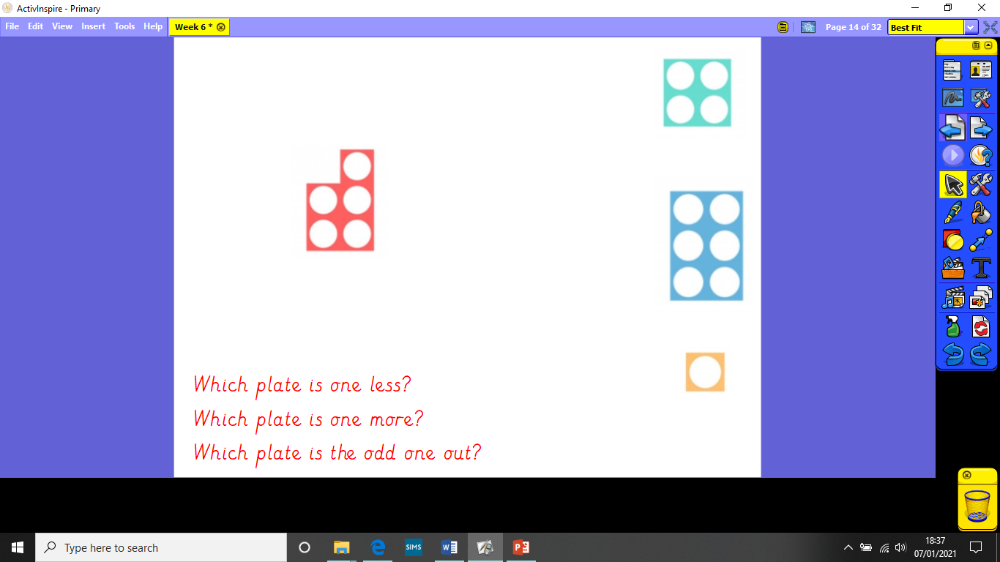 ActivInspire - Primary
File Edit View Insert Tools Help Week 6 * Page 14 of 32 Best Fit
Which plate is one less?
Which plate is one more?
Which plate is the odd one out?
Type here to search
SIMS
18:37
07/01/2021